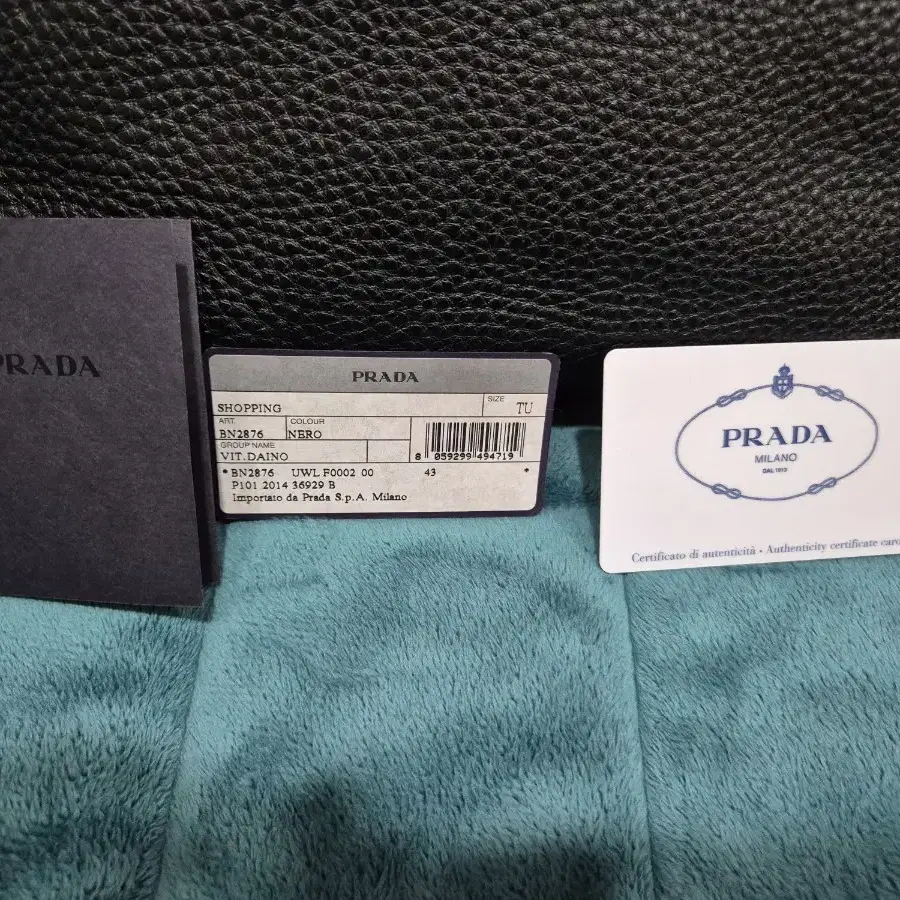 PRADA
PRADA
SHOPPING
SIZE
TU
ART.
BN2876
COLOUR
NERO
GROUP NAME
VIT.DAINO
8 059299 494719
* BN2876 UWL F0002 00 43 *
P101 2014 36929 B
Importato da Prada S.p.A. Milano
PRADA
MILANO
DAL 1913
Certificato di autenticità • Authenticity certificate card